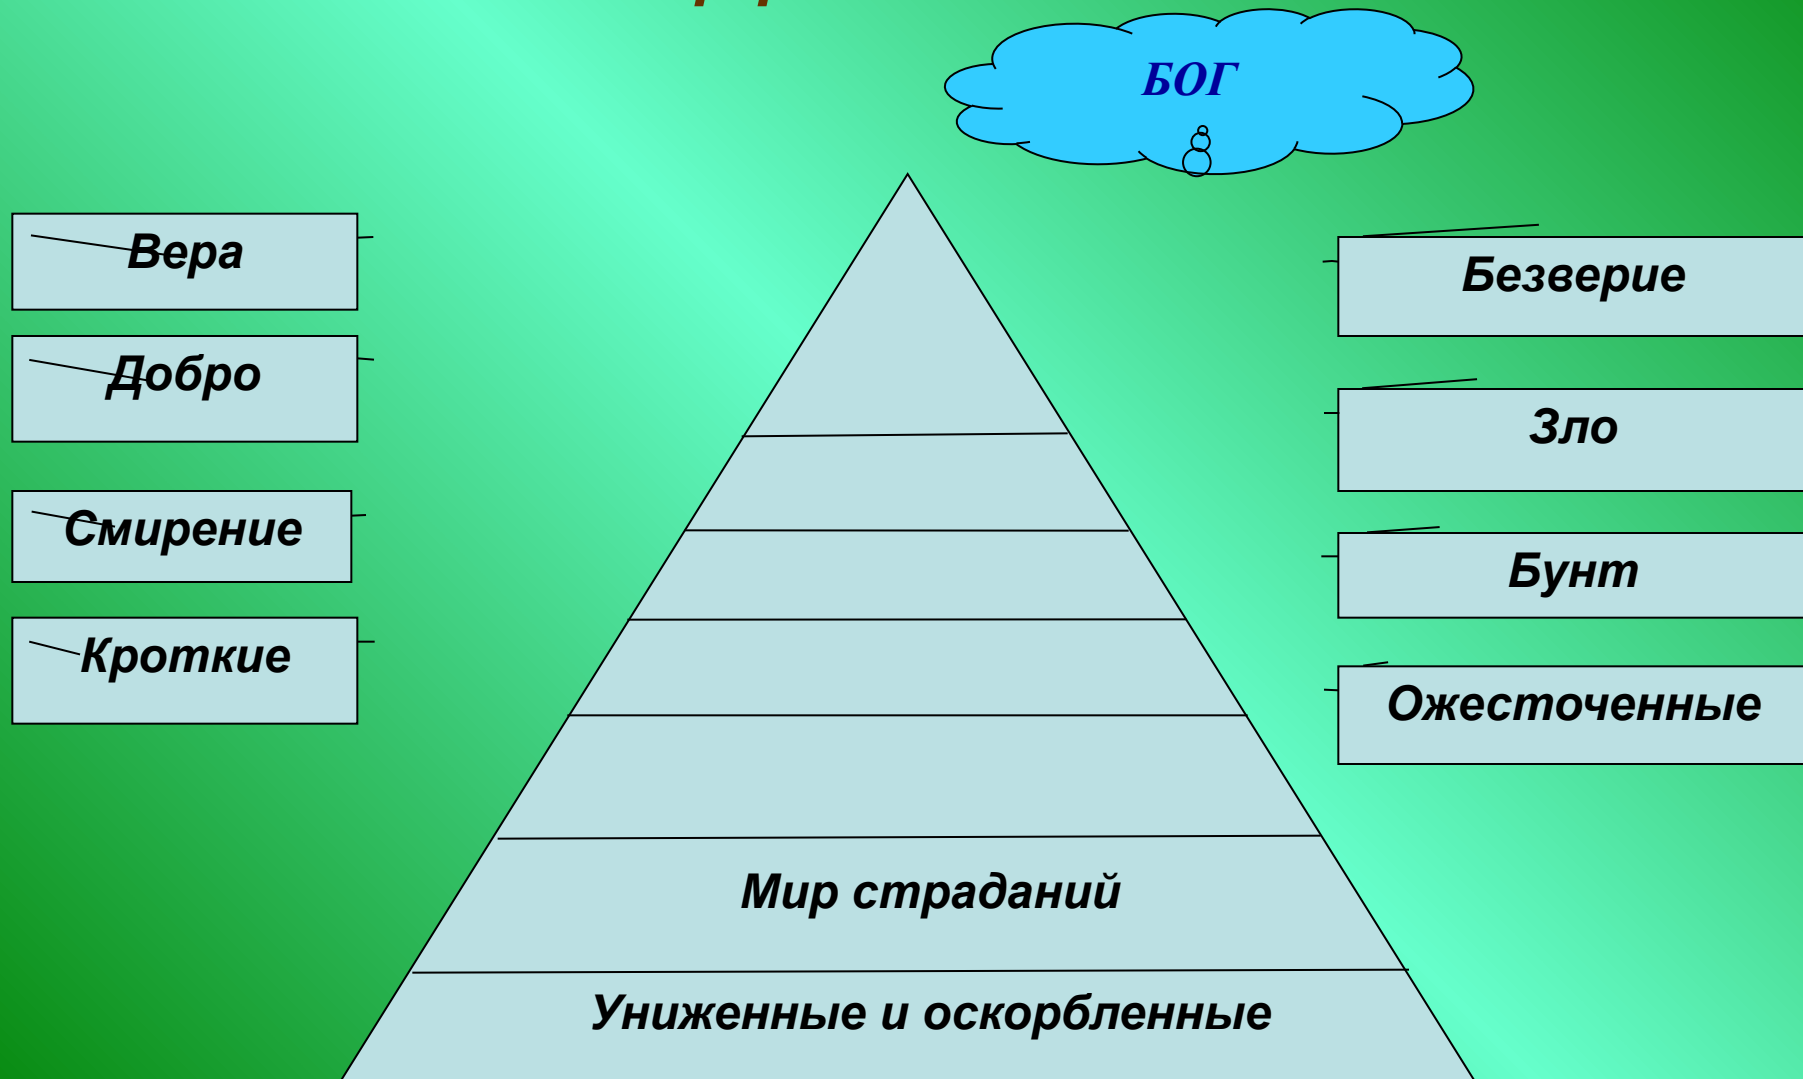 БОГ
Вера
Безверие
Добро
Зло
Смирение
Бунт
Кроткие
Ожесточенные
Мир страданий
Униженные и оскорбленные